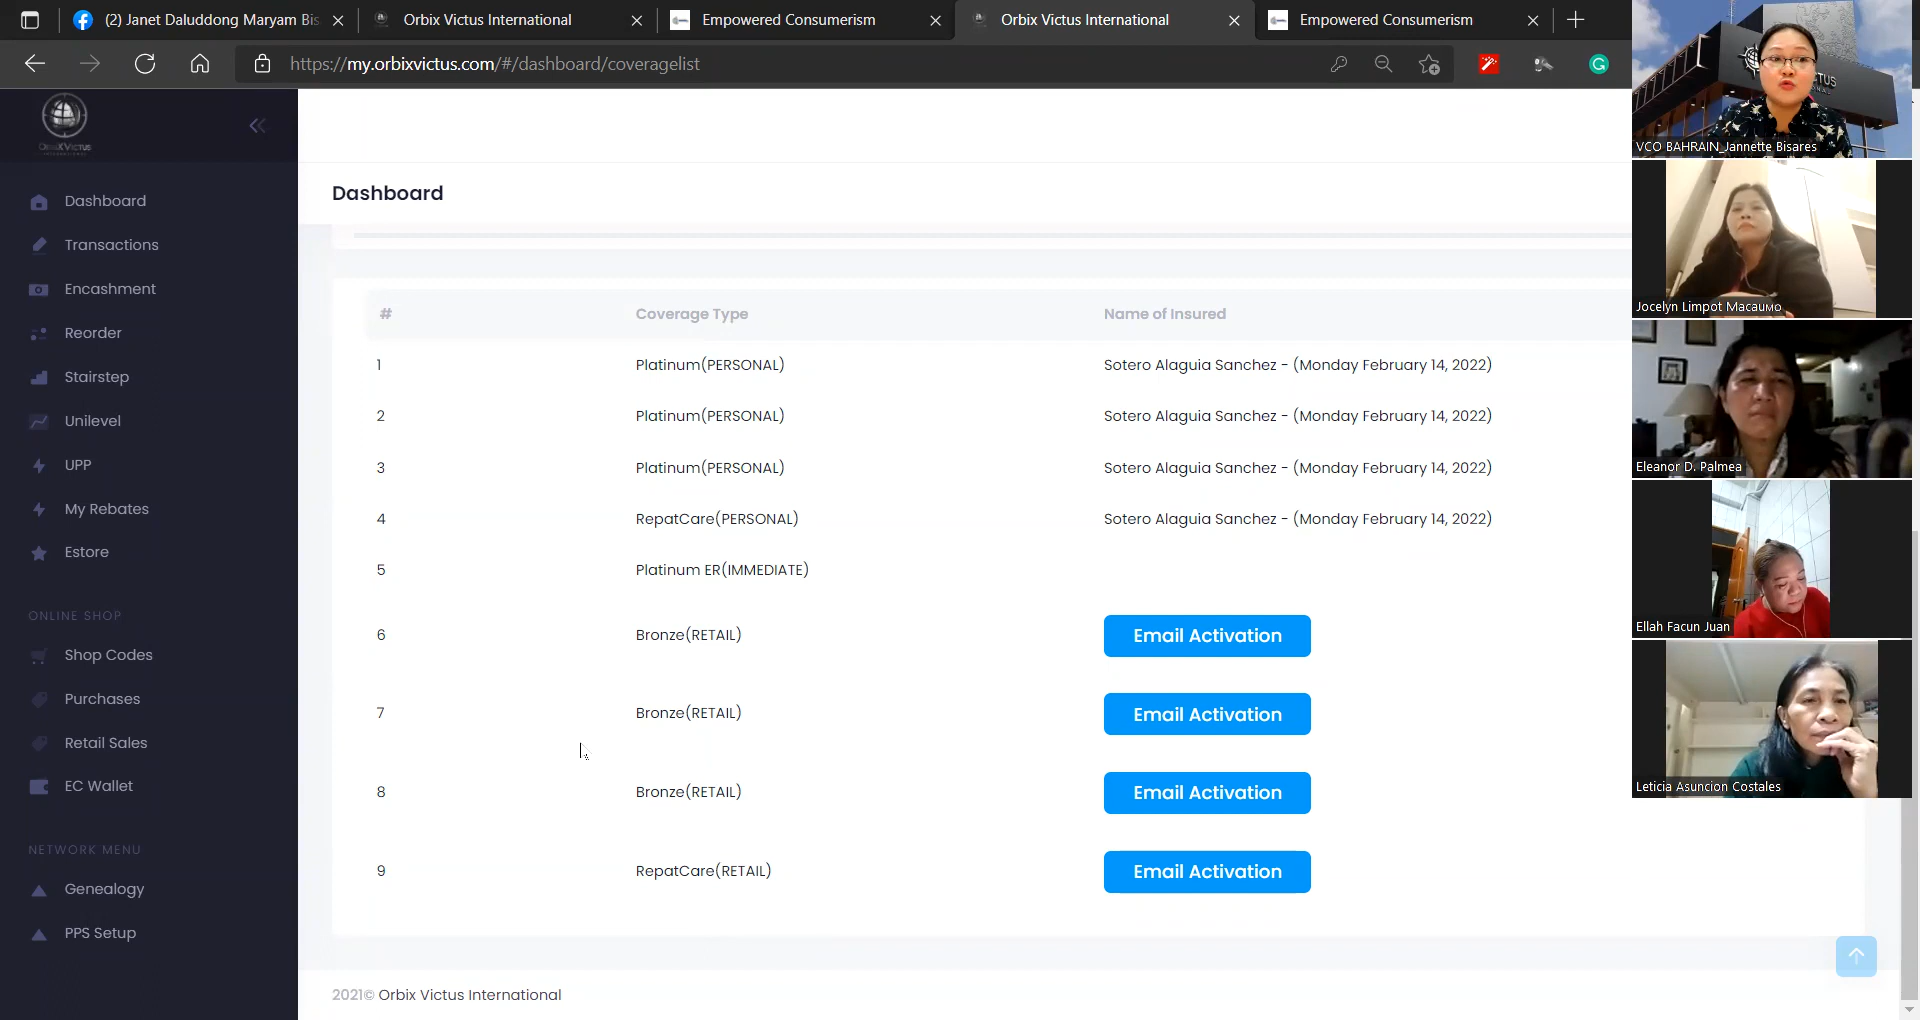 (2) Janet Daluddong Maryam Bis
Orbix Victus International
Empowered Consumerism
Orbix Victus International
Empowered Consumerism
https://my.orbixvictus.com/#/dashboard/coveragelist
Dashboard
Transactions
Encashment
Reorder
Stairstep
Unilevel
UPP
My Rebates
Estore
ONLINE SHOP
Shop Codes
Purchases
Retail Sales
EC Wallet
NETWORK MENU
Genealogy
PPS Setup
Dashboard
# Coverage Type Name of Insured
1 Platinum(PERSONAL) Sotero Alaguia Sanchez - (Monday February 14, 2022)
2 Platinum(PERSONAL) Sotero Alaguia Sanchez - (Monday February 14, 2022)
3 Platinum(PERSONAL) Sotero Alaguia Sanchez - (Monday February 14, 2022)
4 RepatCare(PERSONAL) Sotero Alaguia Sanchez - (Monday February 14, 2022)
5 Platinum ER(IMMEDIATE)
6 Bronze(RETAIL) Email Activation
7 Bronze(RETAIL) Email Activation
8 Bronze(RETAIL) Email Activation
9 RepatCare(RETAIL) Email Activation
2021© Orbix Victus International
VCO BAHRAIN_Jannette Bisares
Jocelyn Limpot Macaumo
Eleanor D. Palmea
Ellah Facun Juan
Leticia Asuncion Costales